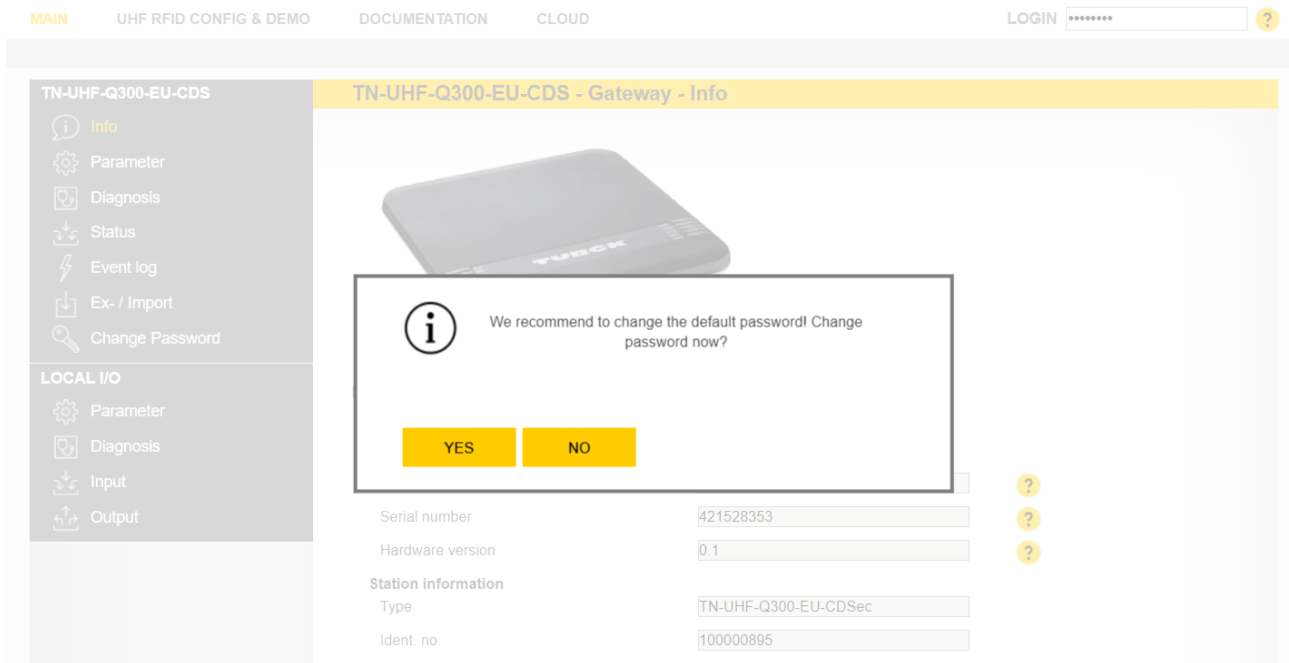 MAIN UHF RFID CONFIG & DEMO DOCUMENTATION CLOUD LOGIN •••••••• ?
TN-UHF-Q300-EU-CDS
TN-UHF-Q300-EU-CDS - Gateway - Info
Info
Parameter
Diagnosis
Status
Event log
Ex- / Import
Change Password
LOCAL I/O
Parameter
Diagnosis
Input
Output
TURCK
We recommend to change the default password! Change
password now?
YES NO
?
Serial number 421528353 ?
Hardware version 0.1 ?
Station information
Type TN-UHF-Q300-EU-CDSec
Ident. no. 100000895